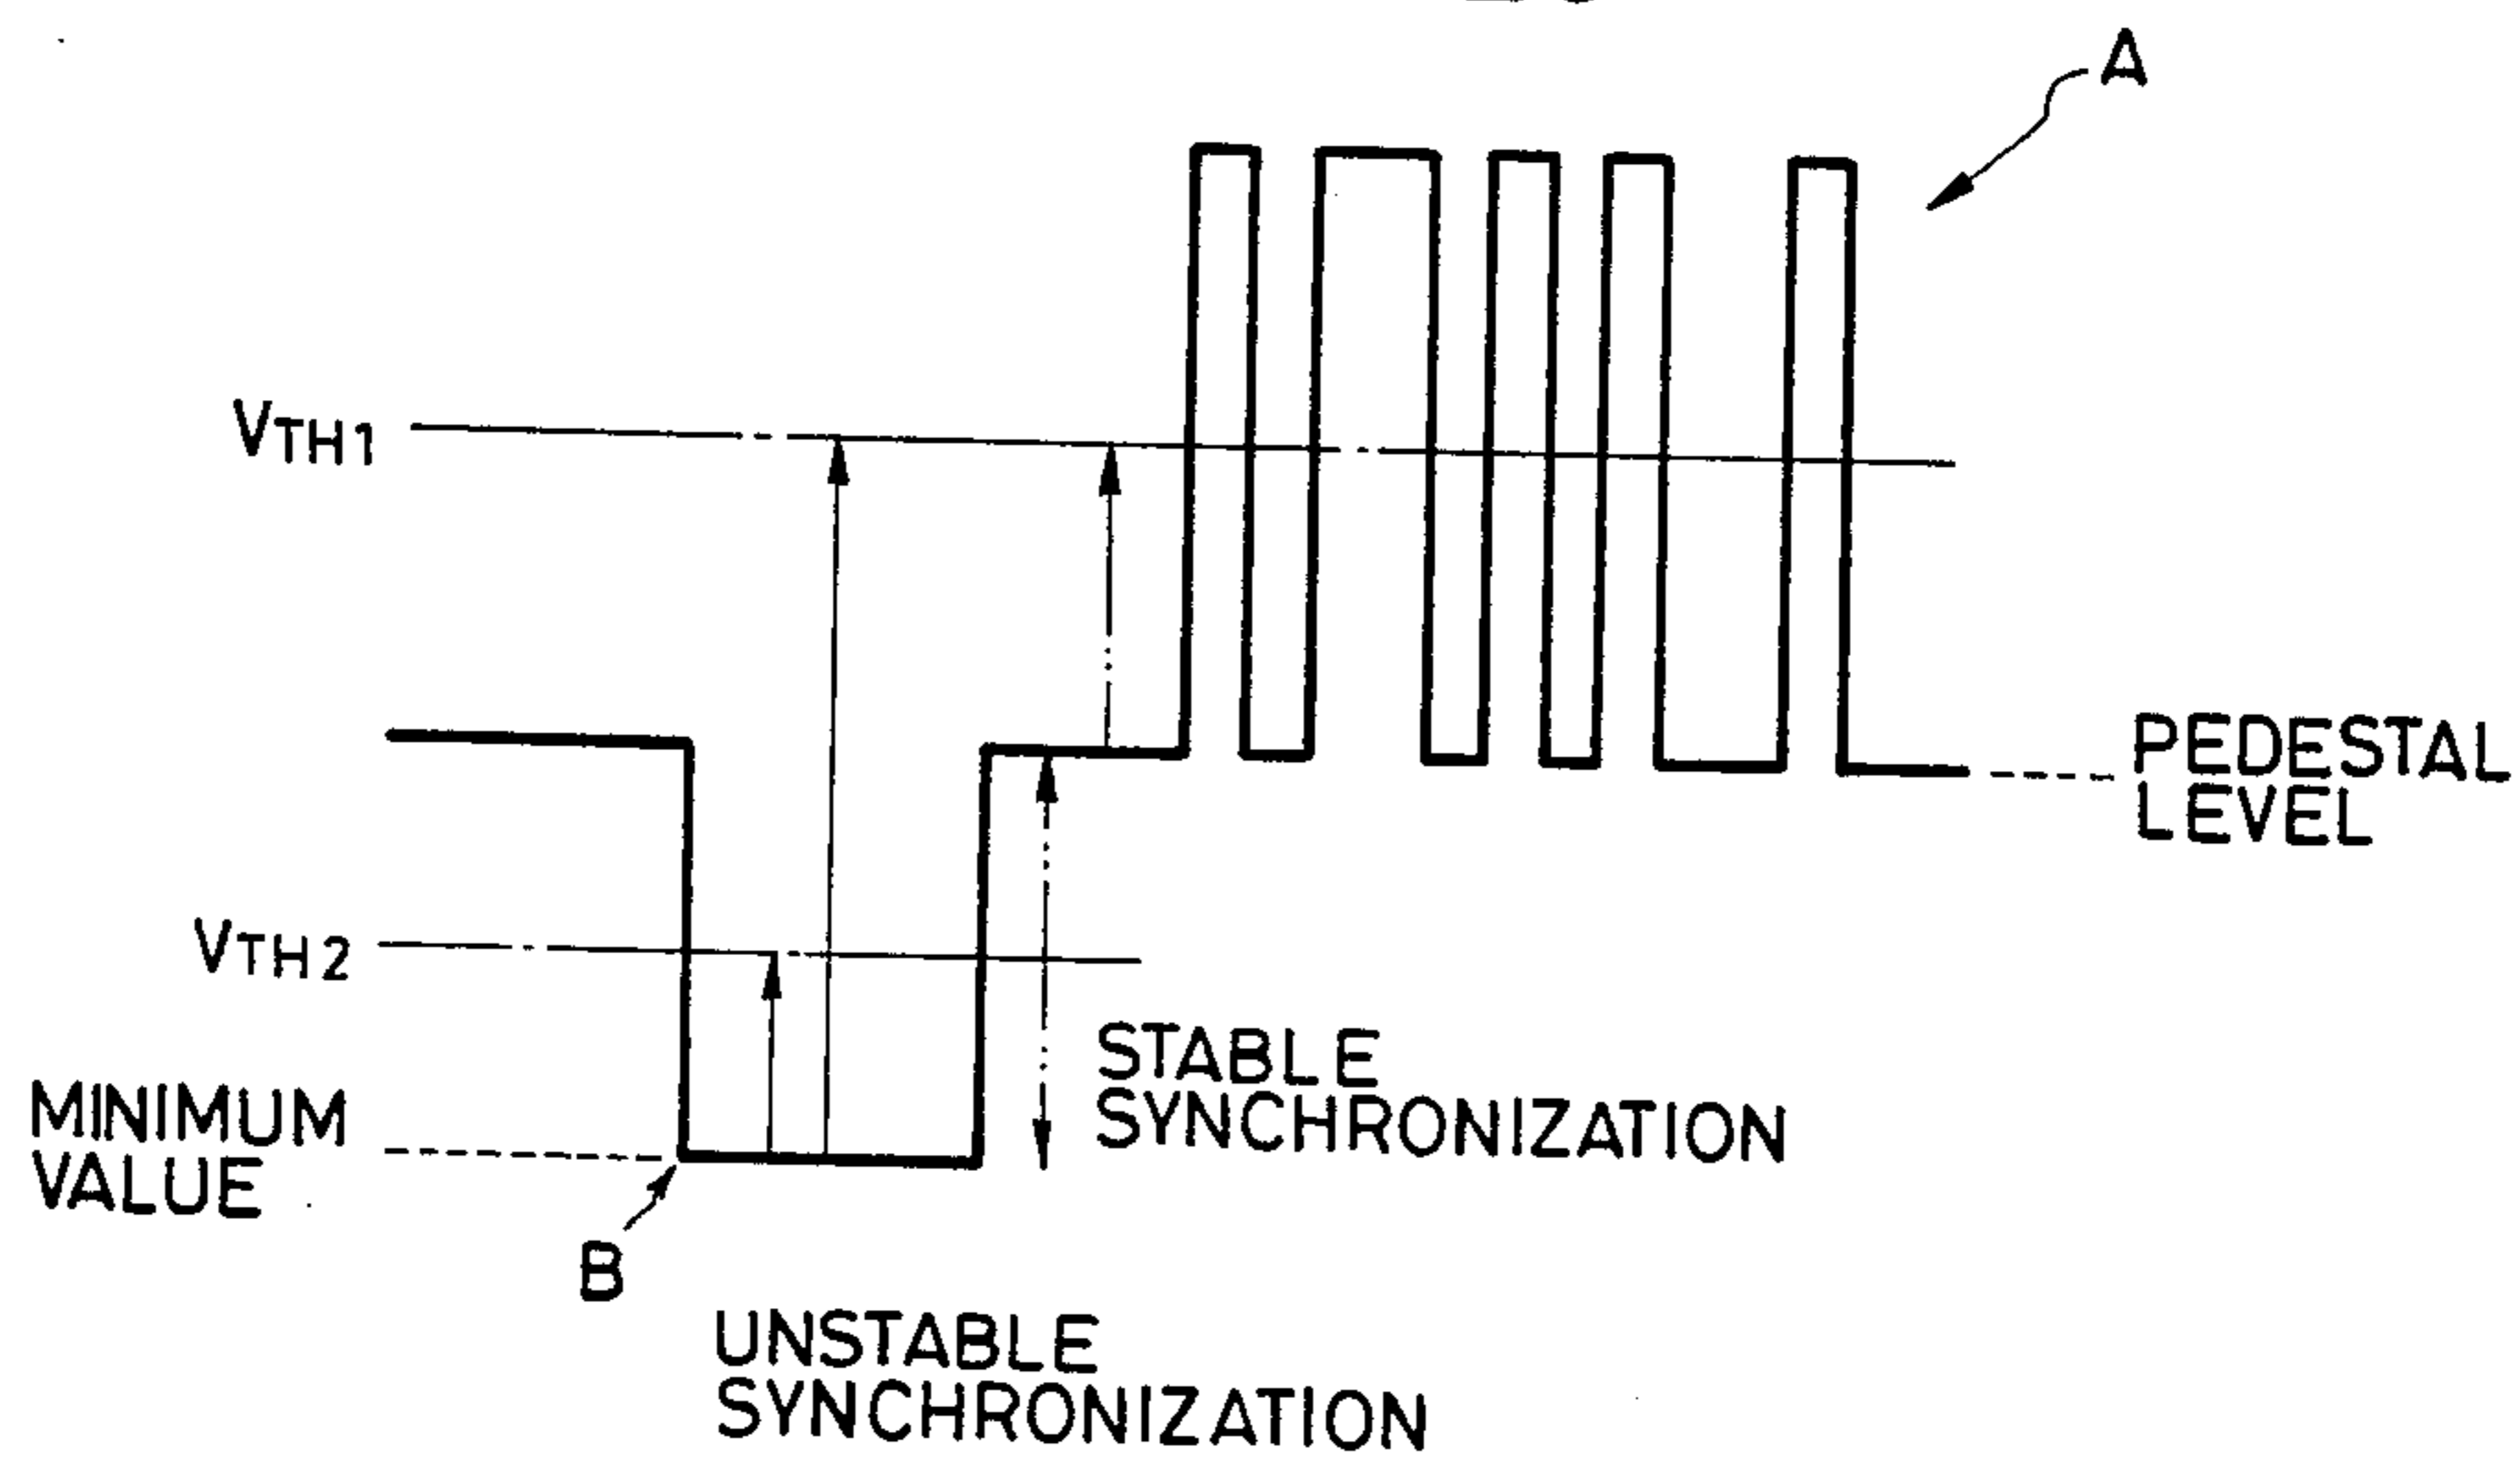 A
VTH1
PEDESTAL
LEVEL
VTH2
STABLE
SYNCHRONIZATION
MINIMUM
VALUE
B
UNSTABLE
SYNCHRONIZATION